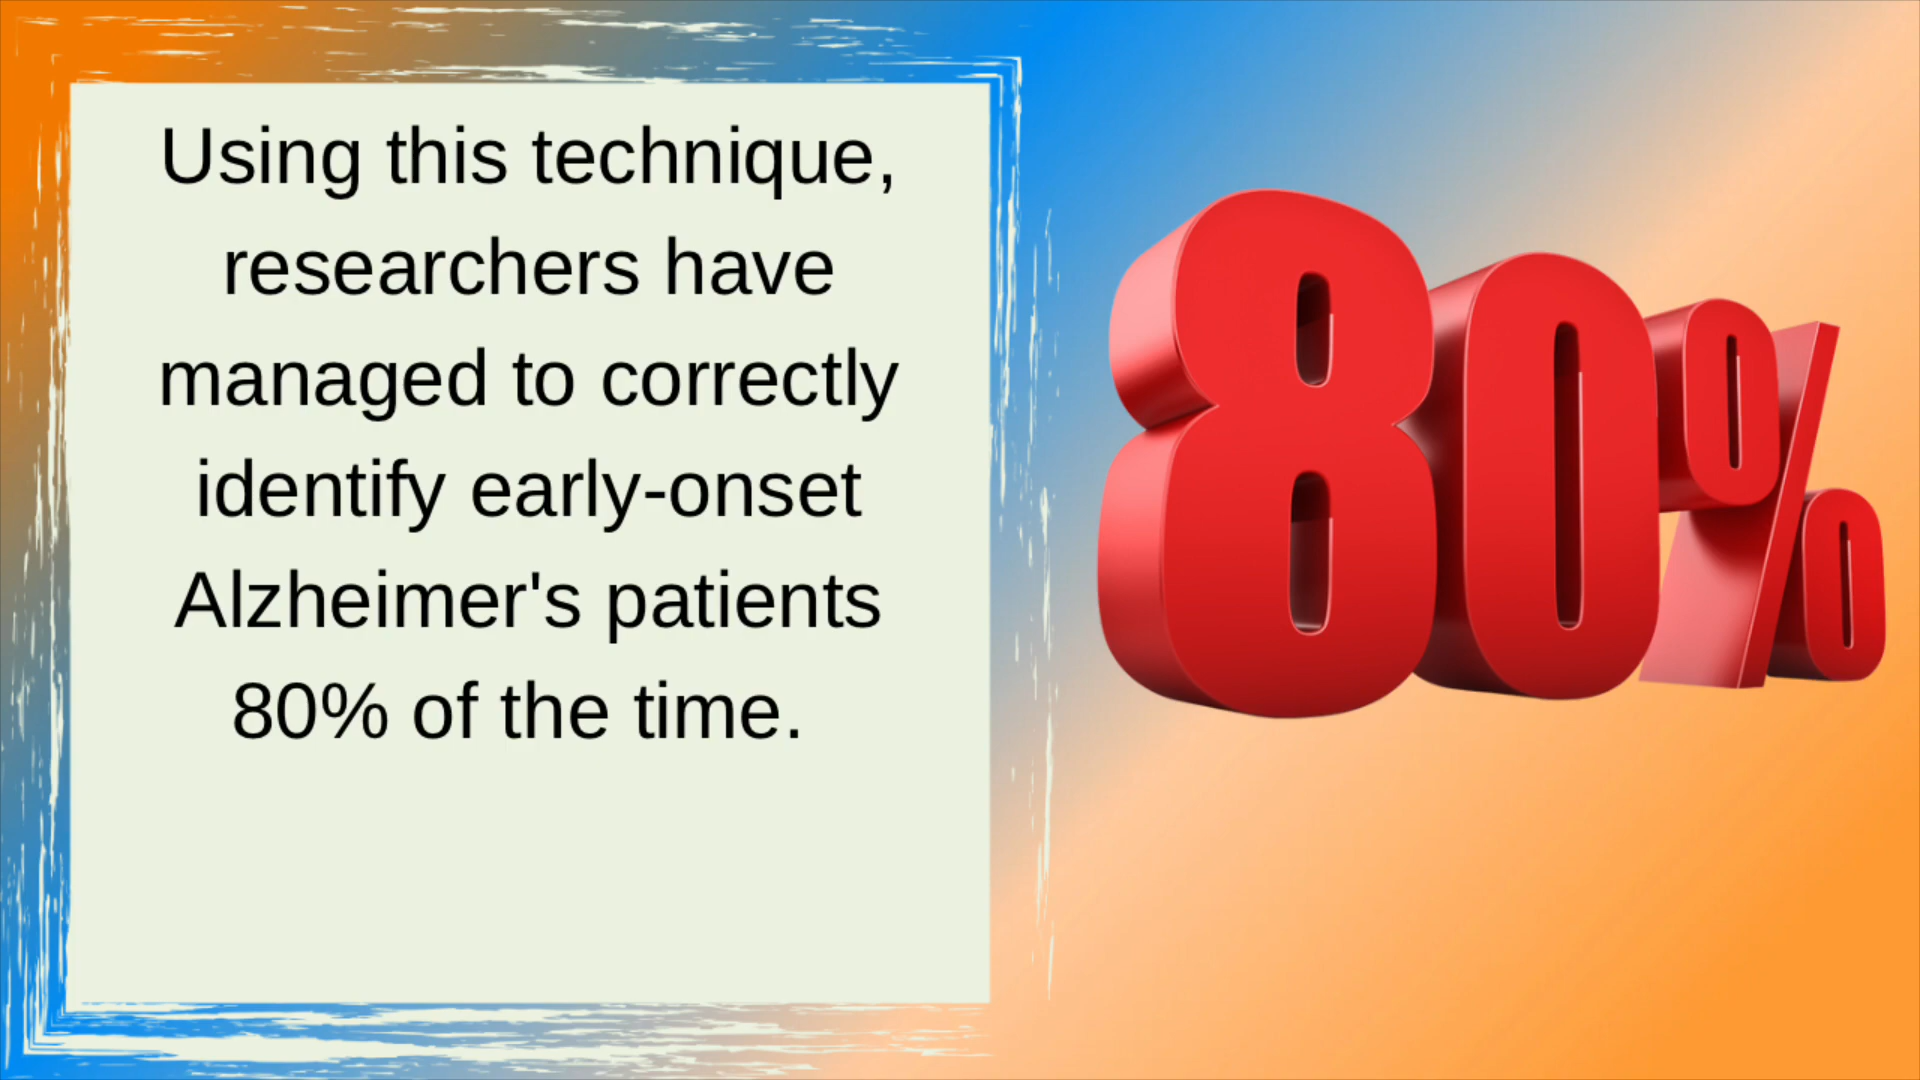 Using this technique,
researchers have
managed to correctly
identify early-onset
Alzheimer's patients
80% of the time.
80%